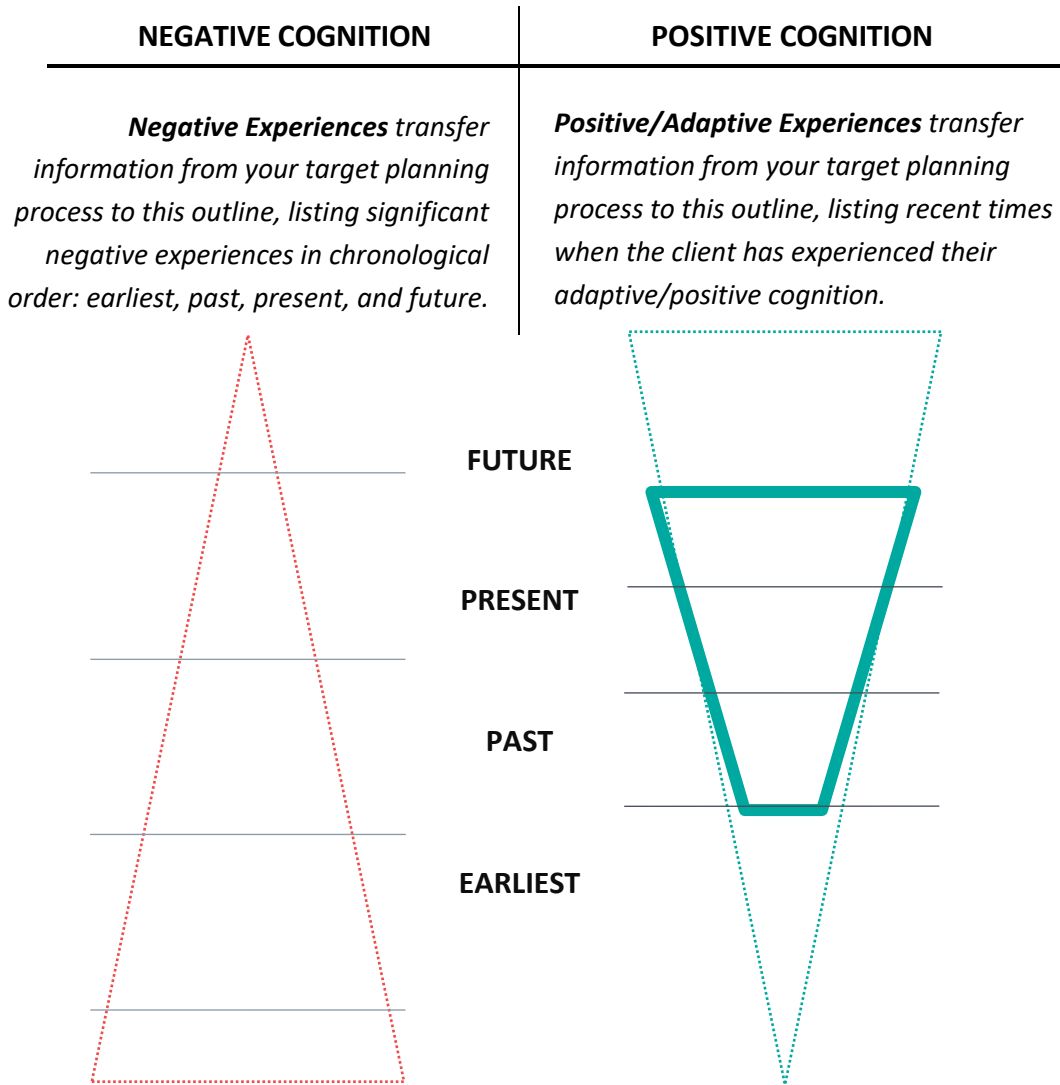 NEGATIVE COGNITION
POSITIVE COGNITION
Negative Experiences transfer
information from your target planning
process to this outline, listing significant
negative experiences in chronological
order: earliest, past, present, and future.
Positive/Adaptive Experiences transfer
information from your target planning
process to this outline, listing recent times
when the client has experienced their
adaptive/positive cognition.
FUTURE
PRESENT
PAST
EARLIEST